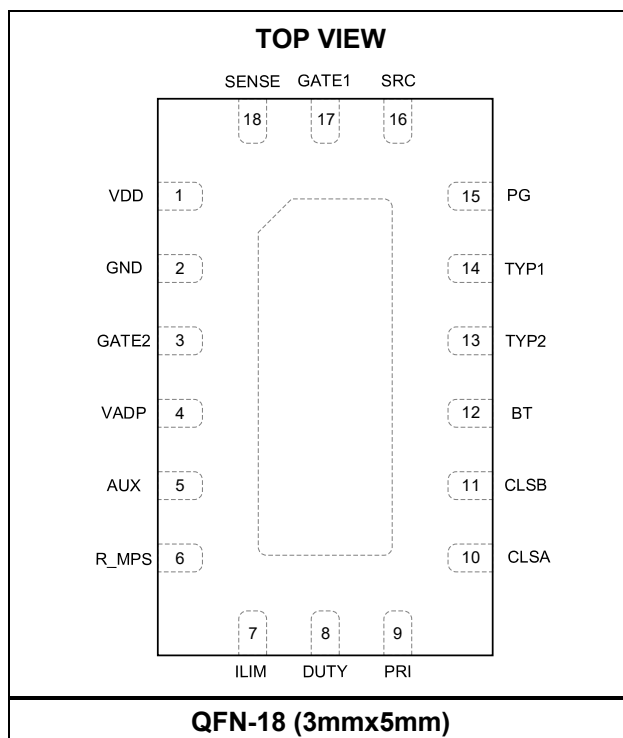 TOP VIEW
SENSE GATE1 SRC
18 17 16
VDD 1 15 PG
GND 2 14 TYP1
GATE2 3 13 TYP2
VADP 4 12 BT
AUX 5 11 CLSB
R_MPS 6 10 CLSA
7 8 9
ILIM DUTY PRI
QFN-18 (3mmx5mm)